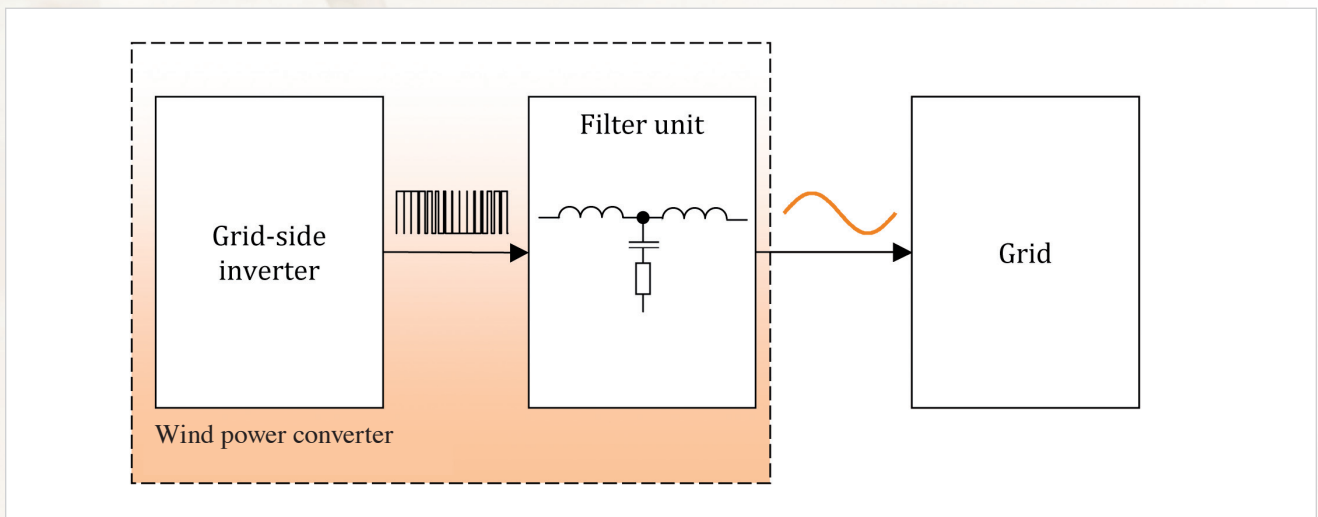 Filter unit
Grid-side
inverter
Grid
Wind power converter